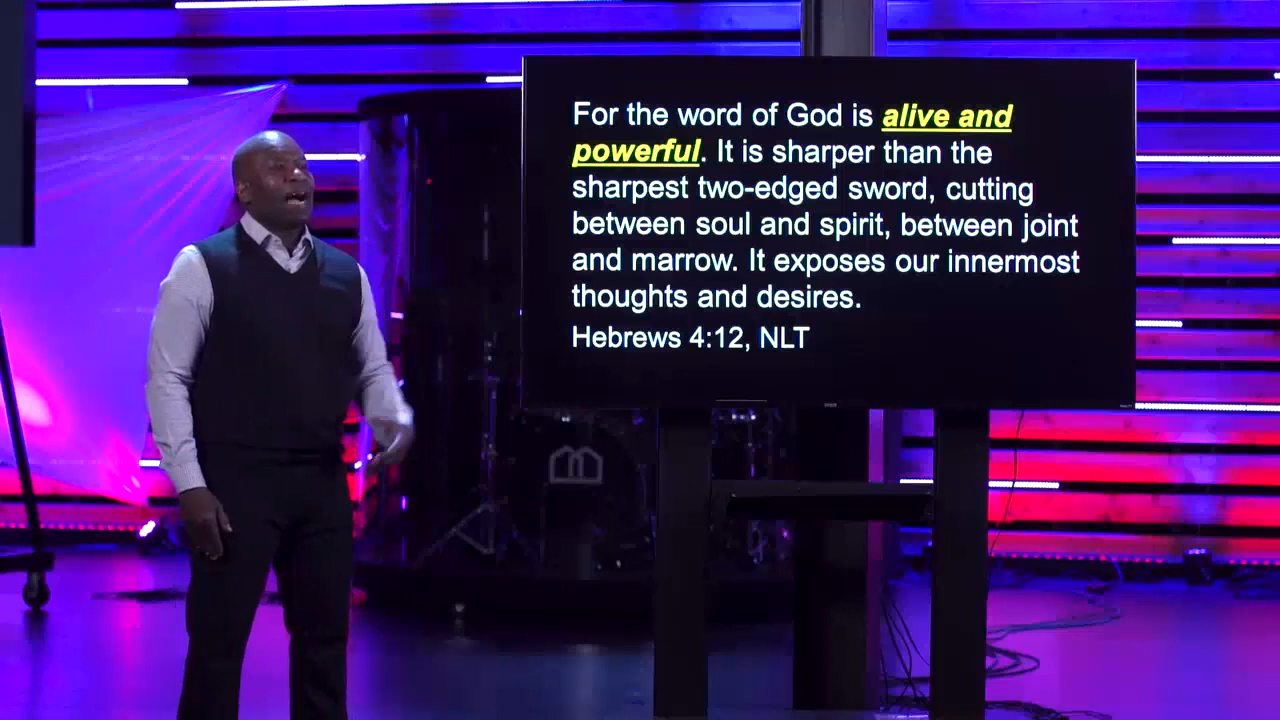 For the word of God is alive and
powerful. It is sharper than the
sharpest two-edged sword, cutting
between soul and spirit, between joint
and marrow. It exposes our innermost
thoughts and desires.
Hebrews 4:12, NLT